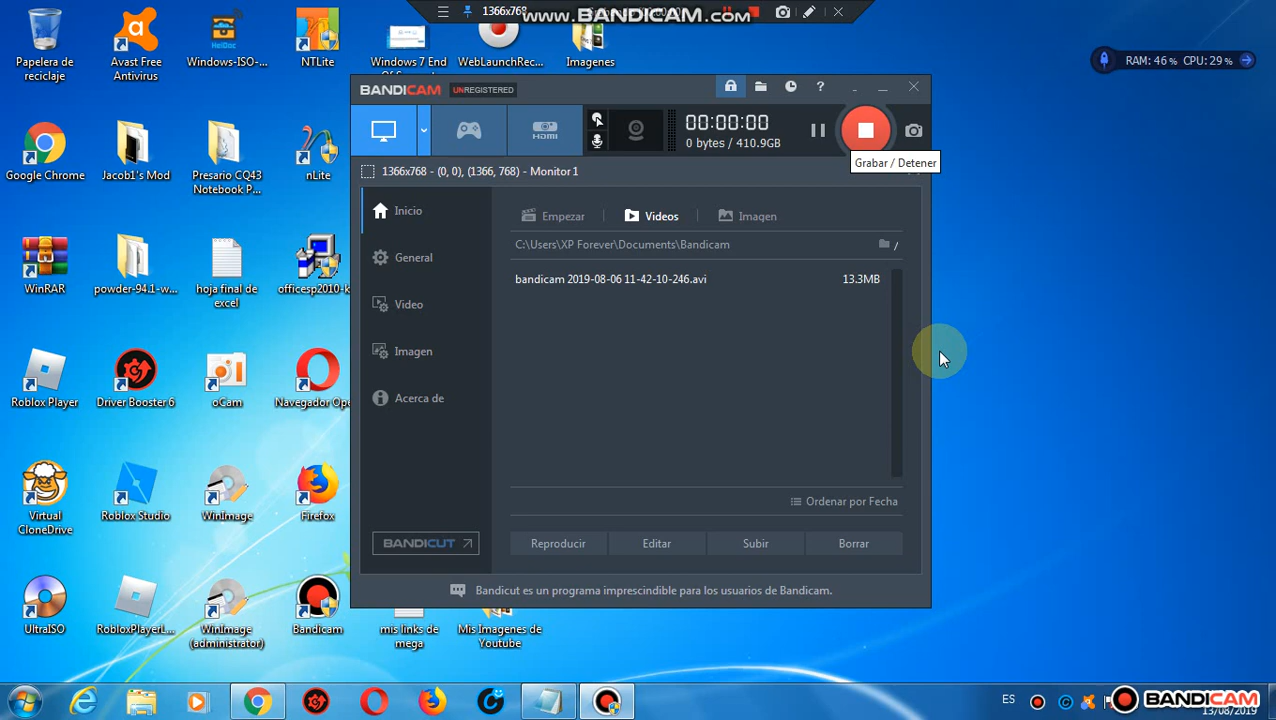 1366x768
www.BANDICAM.com
RAM: 46 % CPU: 29 %
Papelera de
reciclaje
Avast Free
Antivirus
Windows-ISO-...
NTLite
Windows 7 End
WebLaunchRec...
Imagenes
BANDICAM UNREGISTERED
00:00:00
0 bytes / 410.9GB
HDMI
Grabar / Detener
1366x768 - (0, 0), (1366, 768) - Monitor 1
Google Chrome
Jacob1's Mod
Presario CQ43
Notebook P...
nLite
Inicio
General
Video
Imagen
Acerca de
Empezar
Videos
Imagen
C:\Users\XP Forever\Documents\Bandicam
/
bandicam 2019-08-06 11-42-10-246.avi 13.3MB
WinRAR
powder-94.1-w...
hoja final de
excel
officesp2010-k
Roblox Player
Driver Booster 6
oCam
Navegador Ope
Virtual
CloneDrive
Roblox Studio
WinImage
Firefox
Ordenar por Fecha
BANDICUT
Reproducir
Editar
Subir
Borrar
Bandicut es un programa imprescindible para los usuarios de Bandicam.
UltraISO
RobloxPlayerL...
WinImage
(administrator)
Bandicam
mis links de
mega
Mis Imagenes de
Youtube
ES
BANDICAM
13/08/2019